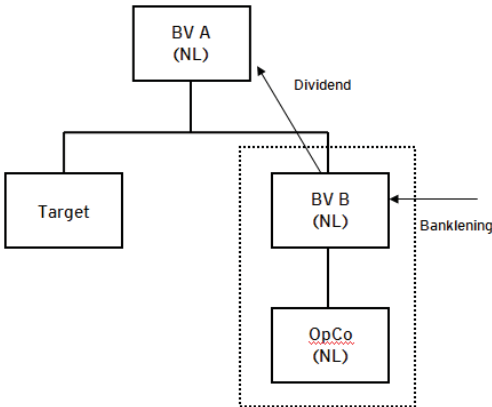 BV A
(NL)
Dividend
Target
BV B
(NL)
Banklening
OpCo
(NL)